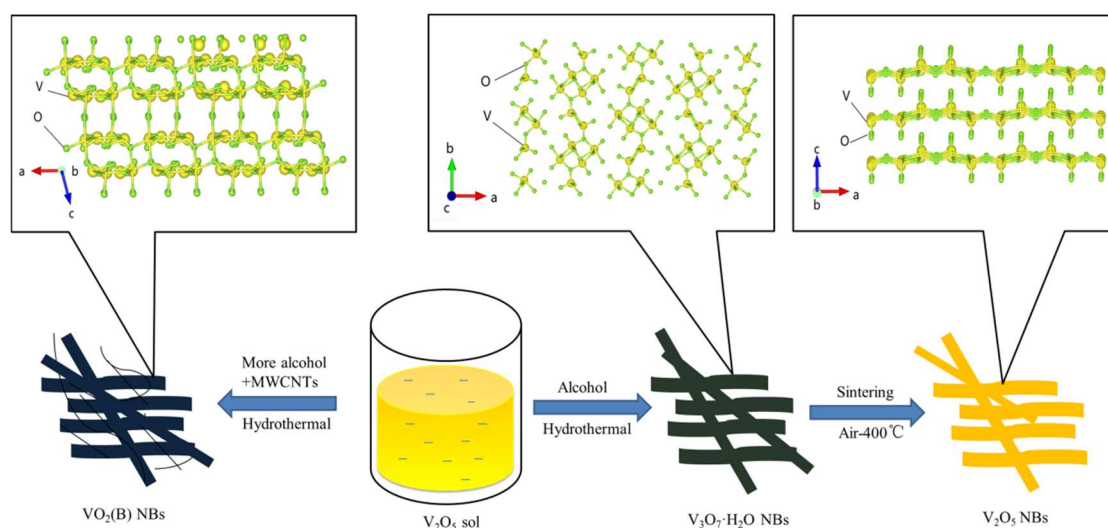 V
O
a
b
c
O
V
b
a
c
V
O
c
a
b
More alcohol
+MWCNTs
Hydrothermal
Alcohol
Hydrothermal
Sintering
Air-400℃
VO₂(B) NBs
V₂O₅ sol
V₃O₇·H₂O NBs
V₂O₅ NBs